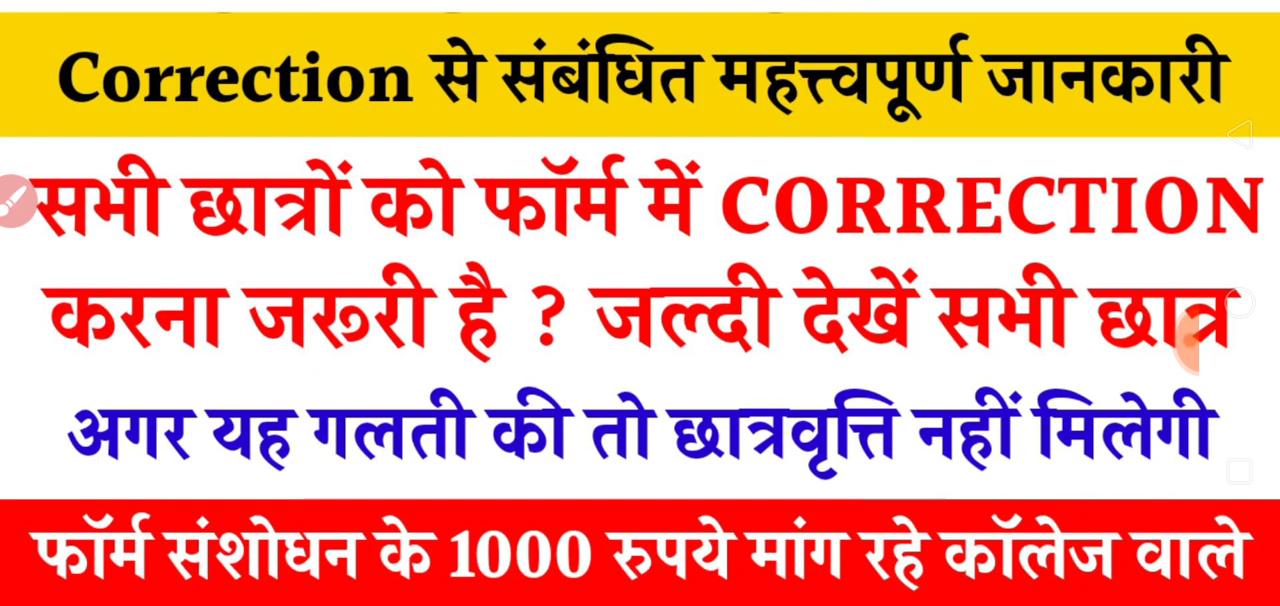 Correction से संबंधित महत्त्वपूर्ण जानकारी
सभी छात्रों को फॉर्म में CORRECTION
करना जरूरी है ? जल्दी देखें सभी छात्र
अगर यह गलती की तो छात्रवृत्ति नहीं मिलेगी
फॉर्म संशोधन के 1000 रुपये मांग रहे कॉलेज वाले